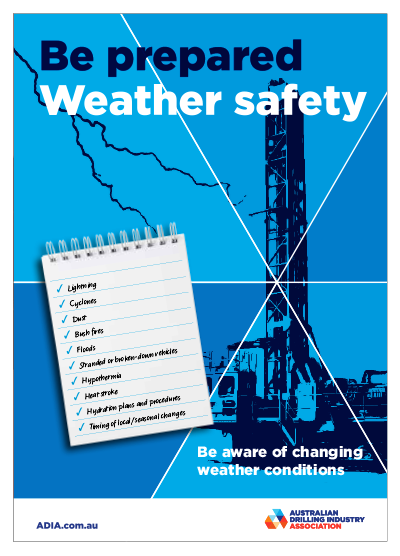 Be prepared
Weather safety
Lightning
Cyclones
Dust
Bush fires
Floods
Stranded or broken-down vehicles
Hypothermia
Heat stroke
Hydration plans and procedures
Timing of local/seasonal changes
Be aware of changing
weather conditions
ADIA.com.au
AUSTRALIAN
DRILLING INDUSTRY
ASSOCIATION